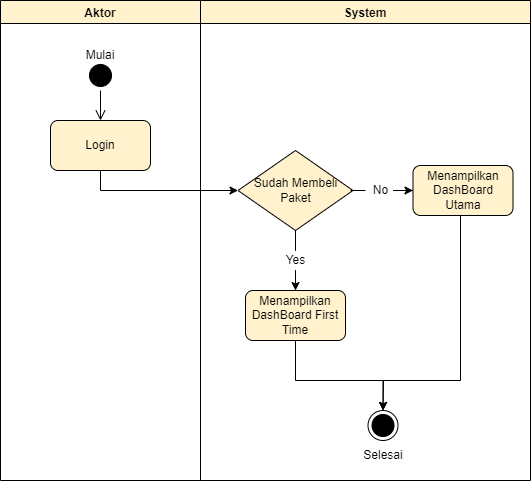 Aktor
System
Mulai
Login
Sudah Membeli
Paket
No
Menampilkan
DashBoard
Utama
Yes
Menampilkan
DashBoard First
Time
Selesai